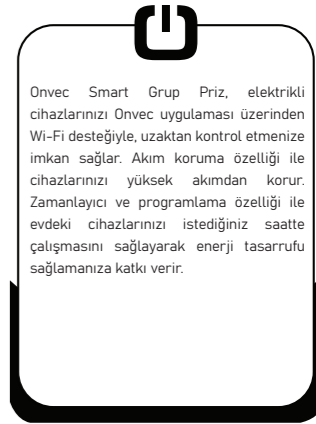 Onvec Smart Grup Priz, elektrikli
cihazlarınızı Onvec uygulaması üzerinden
Wi-Fi desteğiyle, uzaktan kontrol etmenize
imkan sağlar. Akım koruma özelliği ile
cihazlarınızı yüksek akımdan korur.
Zamanlayıcı ve programlama özelliği ile
evdeki cihazlarınızı istediğiniz saatte
çalışmasını sağlayarak enerji tasarrufu
sağlamanıza katkı verir.